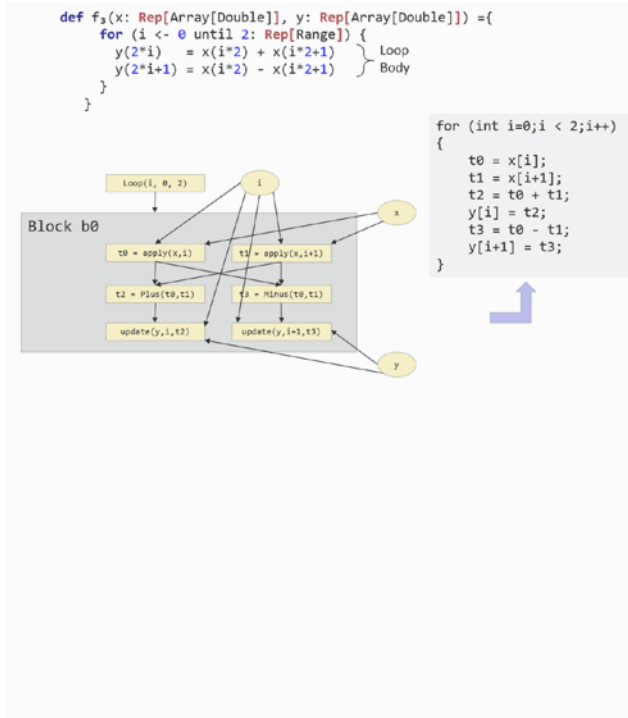 def f₃(x: Rep[Array[Double]], y: Rep[Array[Double]]) ={
for (i <- 0 until 2: Rep[Range]) {
y(2*i) = x(i*2) + x(i*2+1)
y(2*i+1) = x(i*2) - x(i*2+1)
}
}
Loop
Body
for (int i=0;i < 2;i++)
{
t0 = x[i];
t1 = x[i+1];
t2 = t0 + t1;
y[i] = t2;
t3 = t0 - t1;
y[i+1] = t3;
}
Loop(i, 0, 2)
i
x
Block b0
t0 = apply(x,i)
t1 = apply(x,i+1)
t2 = Plus(t0,t1)
t3 = Minus(t0,t1)
update(y,i,t2)
update(y,i+1,t3)
y